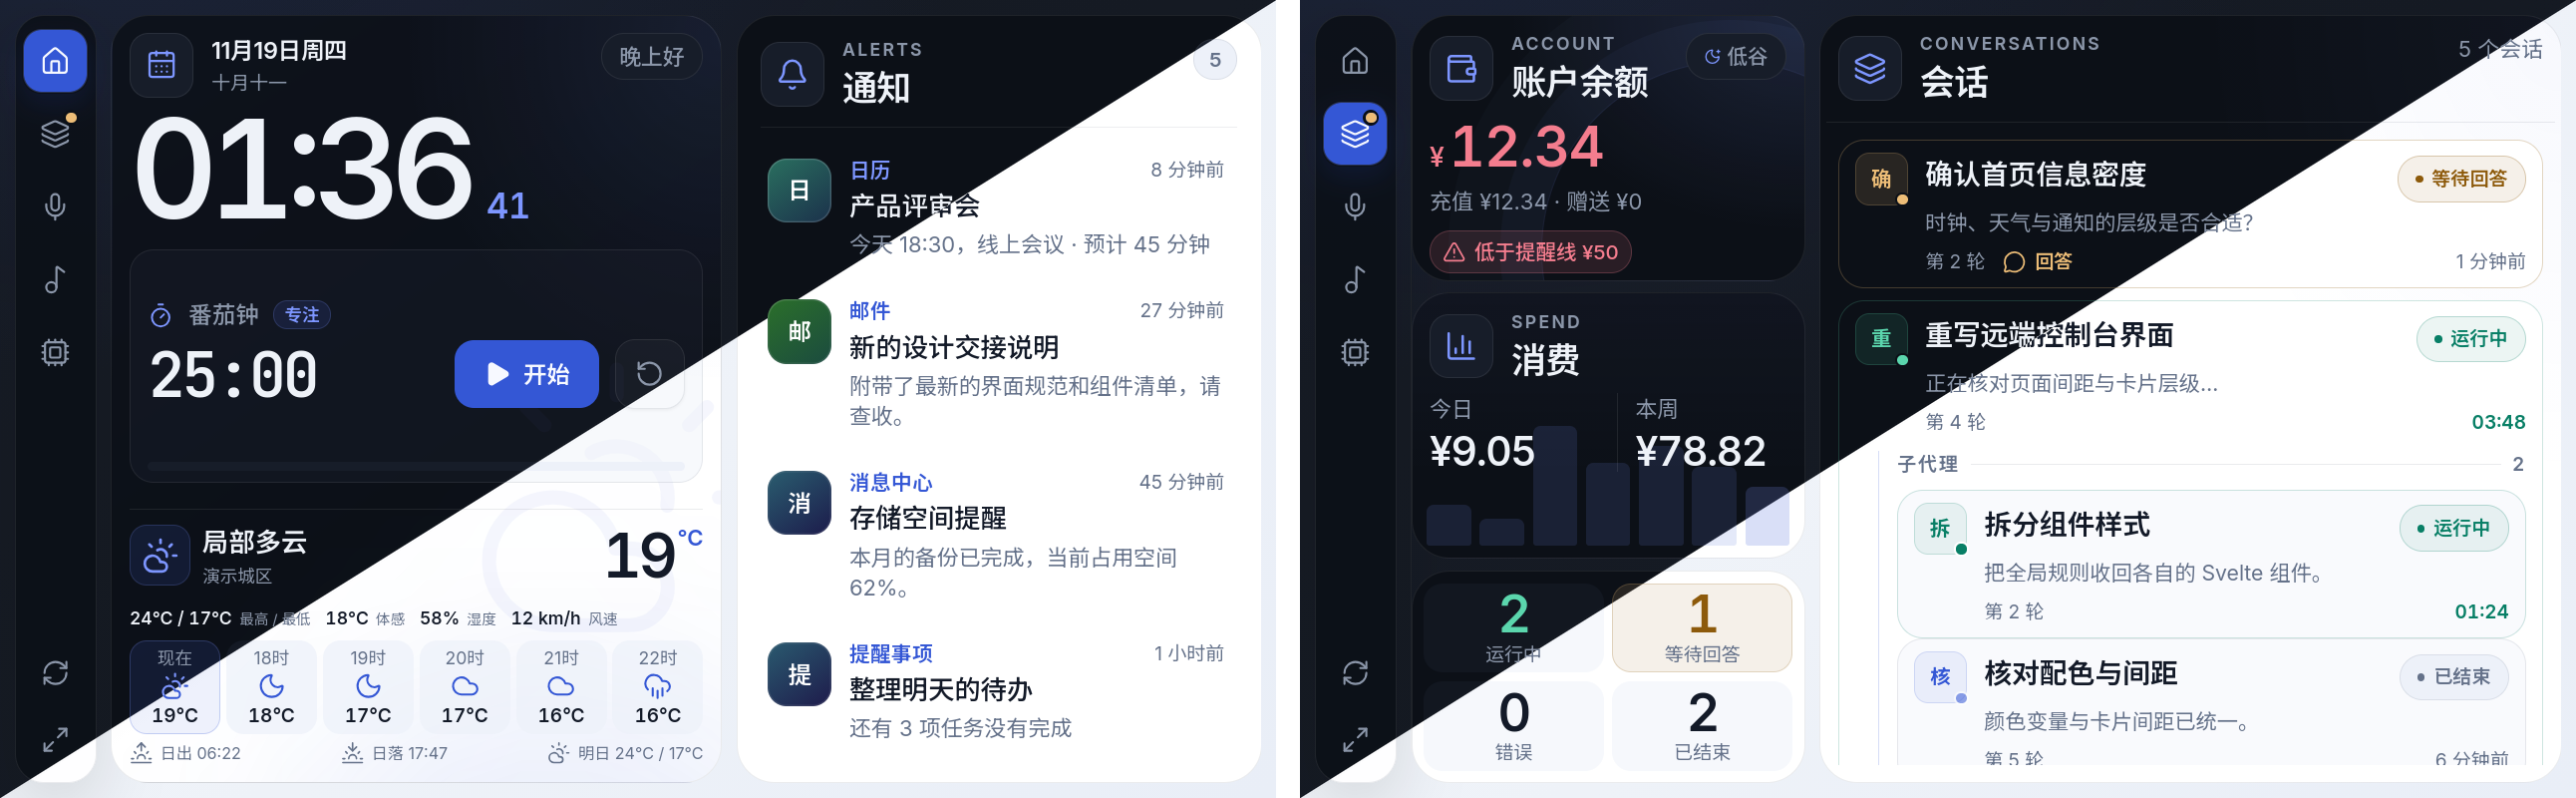 11月19日周四
十月十一
晚上好
01:36 41
番茄钟 专注
25:00
开始
局部多云
演示城区
19°C
24°C / 17°C 最高 / 最低 18°C 体感 58% 湿度 12 km/h 风速
现在 18时 19时 20时 21时 22时
19°C 18°C 17°C 17°C 16°C 16°C
日出 06:22 日落 17:47 明日 24°C / 17°C
ALERTS
通知
5
日
日历 8 分钟前
产品评审会
今天 18:30，线上会议 · 预计 45 分钟
邮
邮件 27 分钟前
新的设计交接说明
附带了最新的界面规范和组件清单，请
查收。
消
消息中心 45 分钟前
存储空间提醒
本月的备份已完成，当前占用空间
62%。
提
提醒事项 1 小时前
整理明天的待办
还有 3 项任务没有完成
ACCOUNT
账户余额
低谷
¥12.34
充值 ¥12.34 · 赠送 ¥0
低于提醒线 ¥50
SPEND
消费
今日 本周
¥9.05 ¥78.82
2 1
运行中 等待回答
0 2
错误 已结束
CONVERSATIONS
会话
5 个会话
确
确认首页信息密度 等待回答
时钟、天气与通知的层级是否合适？
第 2 轮 回答 1 分钟前
重
重写远端控制台界面 运行中
正在核对页面间距与卡片层级...
第 4 轮 03:48
子代理 2
拆
拆分组件样式 运行中
把全局规则收回各自的 Svelte 组件。
第 2 轮 01:24
核
核对配色与间距 已结束
颜色变量与卡片间距已统一。
第 5 轮 6 分钟前